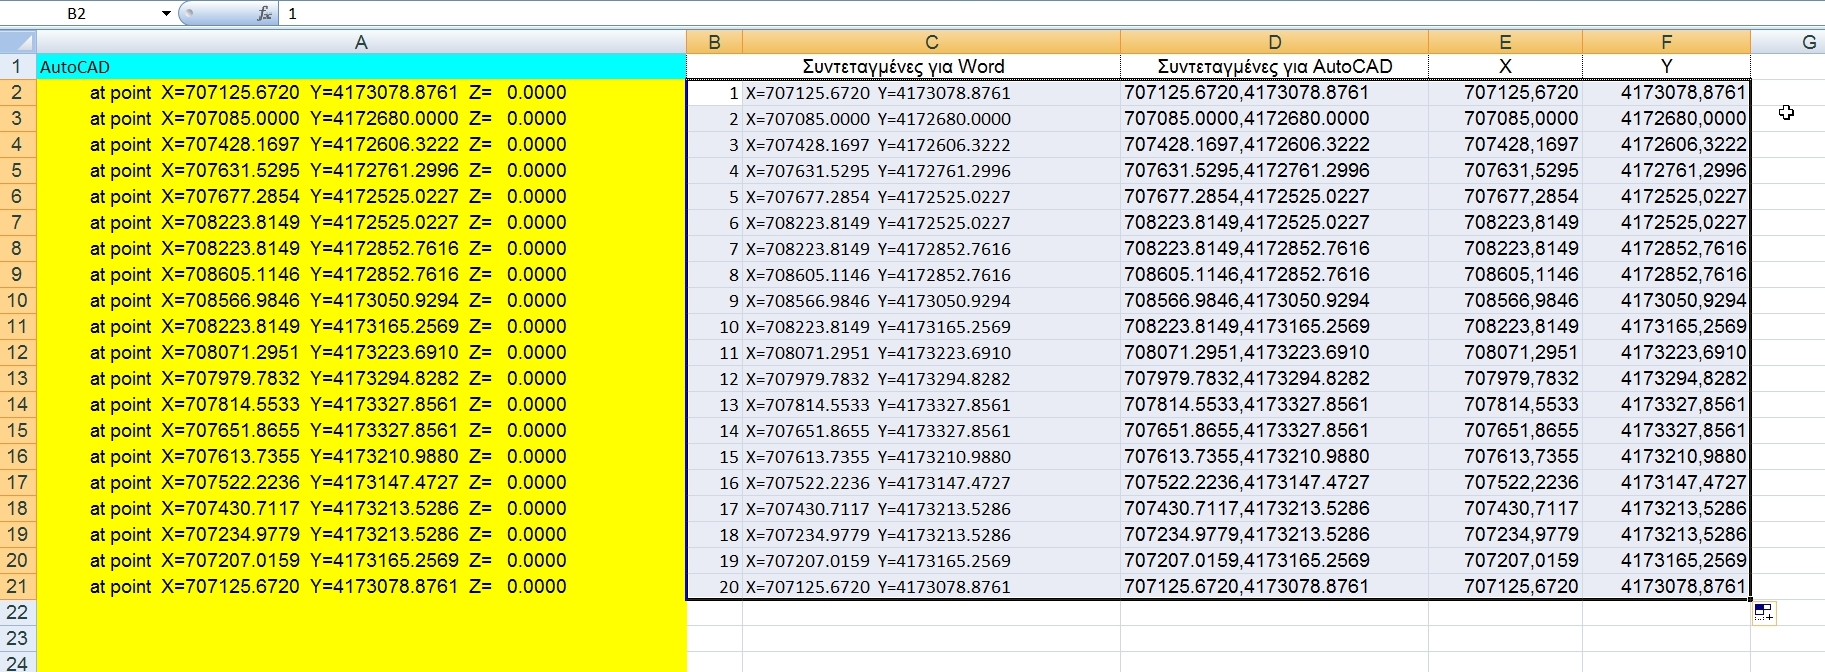 B2 fx 1
A B C D E F G
1 AutoCAD Συντεταγμένες για Word Συντεταγμένες για AutoCAD X Y
2 at point X=707125.6720 Y=4173078.8761 Z= 0.0000 1 X=707125.6720 Y=4173078.8761 707125.6720,4173078.8761 707125,6720 4173078,8761
3 at point X=707085.0000 Y=4172680.0000 Z= 0.0000 2 X=707085.0000 Y=4172680.0000 707085.0000,4172680.0000 707085,0000 4172680,0000
4 at point X=707428.1697 Y=4172606.3222 Z= 0.0000 3 X=707428.1697 Y=4172606.3222 707428.1697,4172606.3222 707428,1697 4172606,3222
5 at point X=707631.5295 Y=4172761.2996 Z= 0.0000 4 X=707631.5295 Y=4172761.2996 707631.5295,4172761.2996 707631,5295 4172761,2996
6 at point X=707677.2854 Y=4172525.0227 Z= 0.0000 5 X=707677.2854 Y=4172525.0227 707677.2854,4172525.0227 707677,2854 4172525,0227
7 at point X=708223.8149 Y=4172525.0227 Z= 0.0000 6 X=708223.8149 Y=4172525.0227 708223.8149,4172525.0227 708223,8149 4172525,0227
8 at point X=708223.8149 Y=4172852.7616 Z= 0.0000 7 X=708223.8149 Y=4172852.7616 708223.8149,4172852.7616 708223,8149 4172852,7616
9 at point X=708605.1146 Y=4172852.7616 Z= 0.0000 8 X=708605.1146 Y=4172852.7616 708605.1146,4172852.7616 708605,1146 4172852,7616
10 at point X=708566.9846 Y=4173050.9294 Z= 0.0000 9 X=708566.9846 Y=4173050.9294 708566.9846,4173050.9294 708566,9846 4173050,9294
11 at point X=708223.8149 Y=4173165.2569 Z= 0.0000 10 X=708223.8149 Y=4173165.2569 708223.8149,4173165.2569 708223,8149 4173165,2569
12 at point X=708071.2951 Y=4173223.6910 Z= 0.0000 11 X=708071.2951 Y=4173223.6910 708071.2951,4173223.6910 708071,2951 4173223,6910
13 at point X=707979.7832 Y=4173294.8282 Z= 0.0000 12 X=707979.7832 Y=4173294.8282 707979.7832,4173294.8282 707979,7832 4173294,8282
14 at point X=707814.5533 Y=4173327.8561 Z= 0.0000 13 X=707814.5533 Y=4173327.8561 707814.5533,4173327.8561 707814,5533 4173327,8561
15 at point X=707651.8655 Y=4173327.8561 Z= 0.0000 14 X=707651.8655 Y=4173327.8561 707651.8655,4173327.8561 707651,8655 4173327,8561
16 at point X=707613.7355 Y=4173210.9880 Z= 0.0000 15 X=707613.7355 Y=4173210.9880 707613.7355,4173210.9880 707613,7355 4173210,9880
17 at point X=707522.2236 Y=4173147.4727 Z= 0.0000 16 X=707522.2236 Y=4173147.4727 707522.2236,4173147.4727 707522,2236 4173147,4727
18 at point X=707430.7117 Y=4173213.5286 Z= 0.0000 17 X=707430.7117 Y=4173213.5286 707430.7117,4173213.5286 707430,7117 4173213,5286
19 at point X=707234.9779 Y=4173213.5286 Z= 0.0000 18 X=707234.9779 Y=4173213.5286 707234.9779,4173213.5286 707234,9779 4173213,5286
20 at point X=707207.0159 Y=4173165.2569 Z= 0.0000 19 X=707207.0159 Y=4173165.2569 707207.0159,4173165.2569 707207,0159 4173165,2569
21 at point X=707125.6720 Y=4173078.8761 Z= 0.0000 20 X=707125.6720 Y=4173078.8761 707125.6720,4173078.8761 707125,6720 4173078,8761
22
23
24